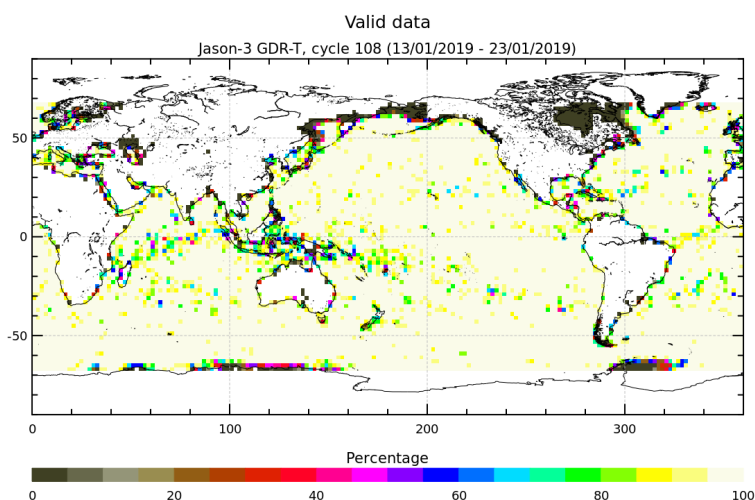 Valid data
Jason-3 GDR-T, cycle 108 (13/01/2019 - 23/01/2019)
50
0
-50
0 100 200 300
Percentage
0 20 40 60 80 100